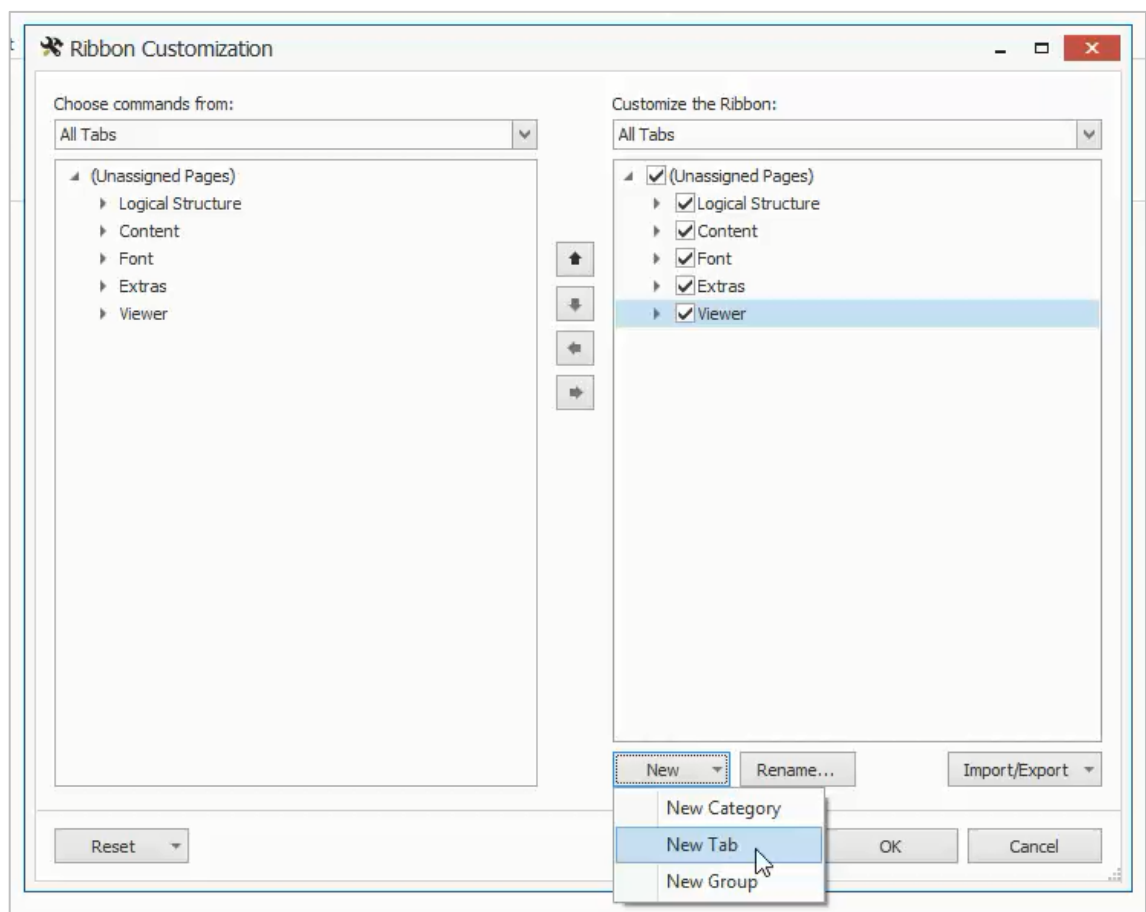 Ribbon Customization
Choose commands from:
All Tabs
(Unassigned Pages)
Logical Structure
Content
Font
Extras
Viewer
Customize the Ribbon:
All Tabs
(Unassigned Pages)
Logical Structure
Content
Font
Extras
Viewer
New
Rename...
Import/Export
New Category
New Tab
New Group
Reset
OK
Cancel